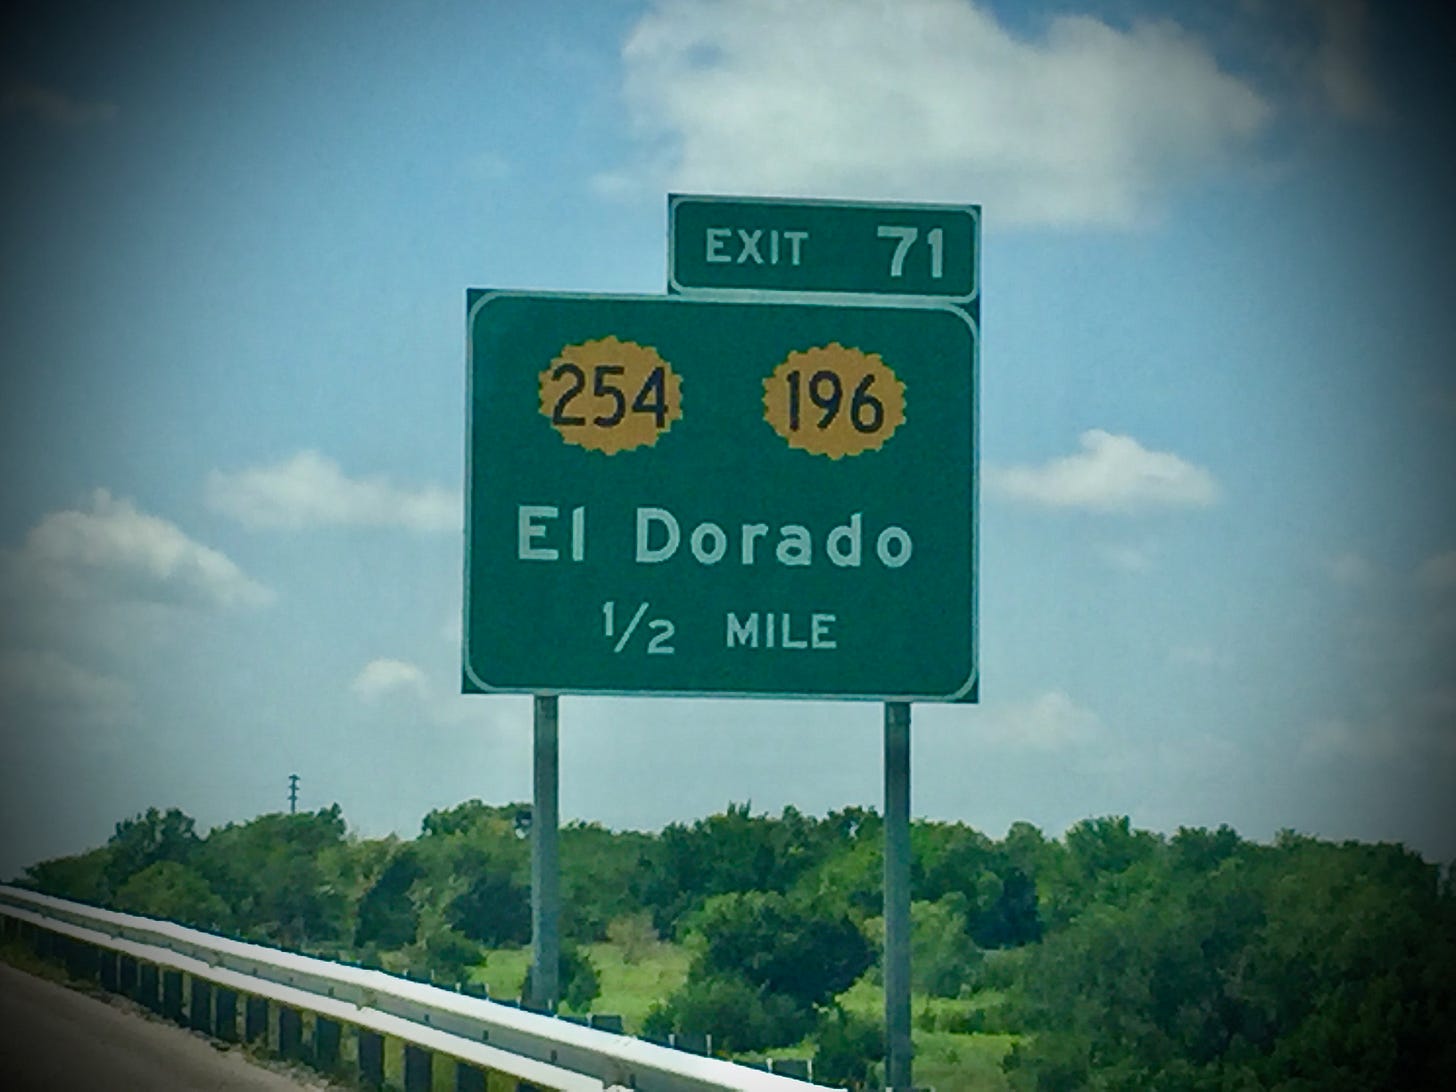 EXIT 71
254 196
El Dorado
1/2 MILE